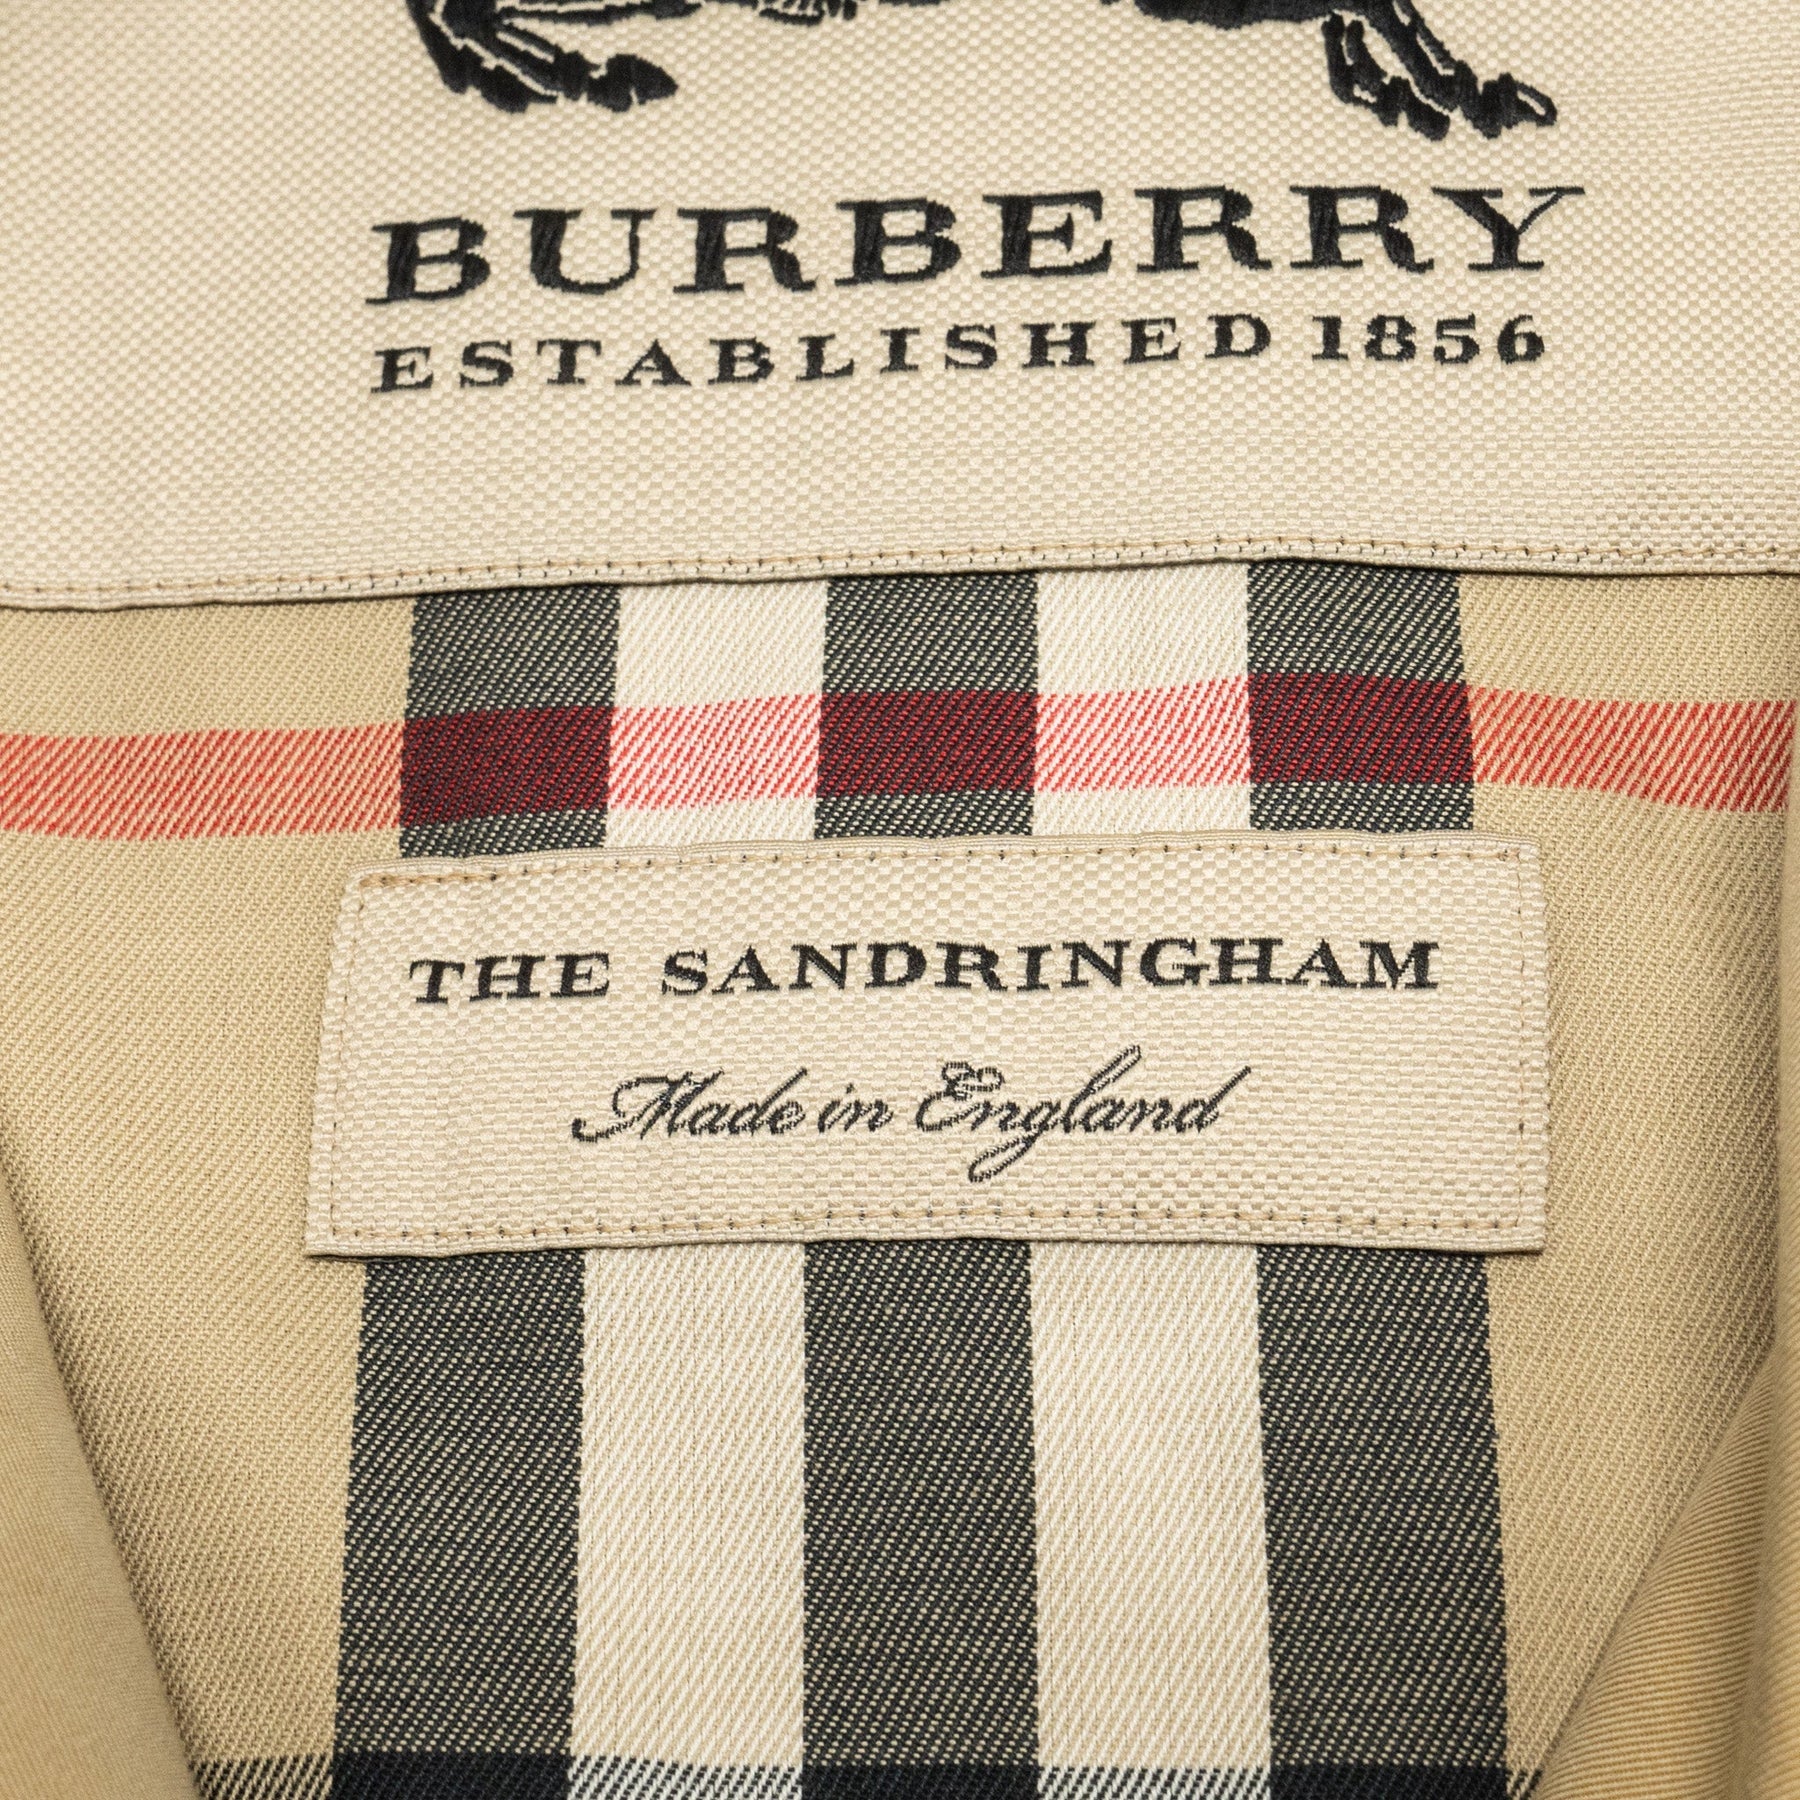 BURBERRY
ESTABLISHED 1856
THE SANDRINGHAM
Made in England